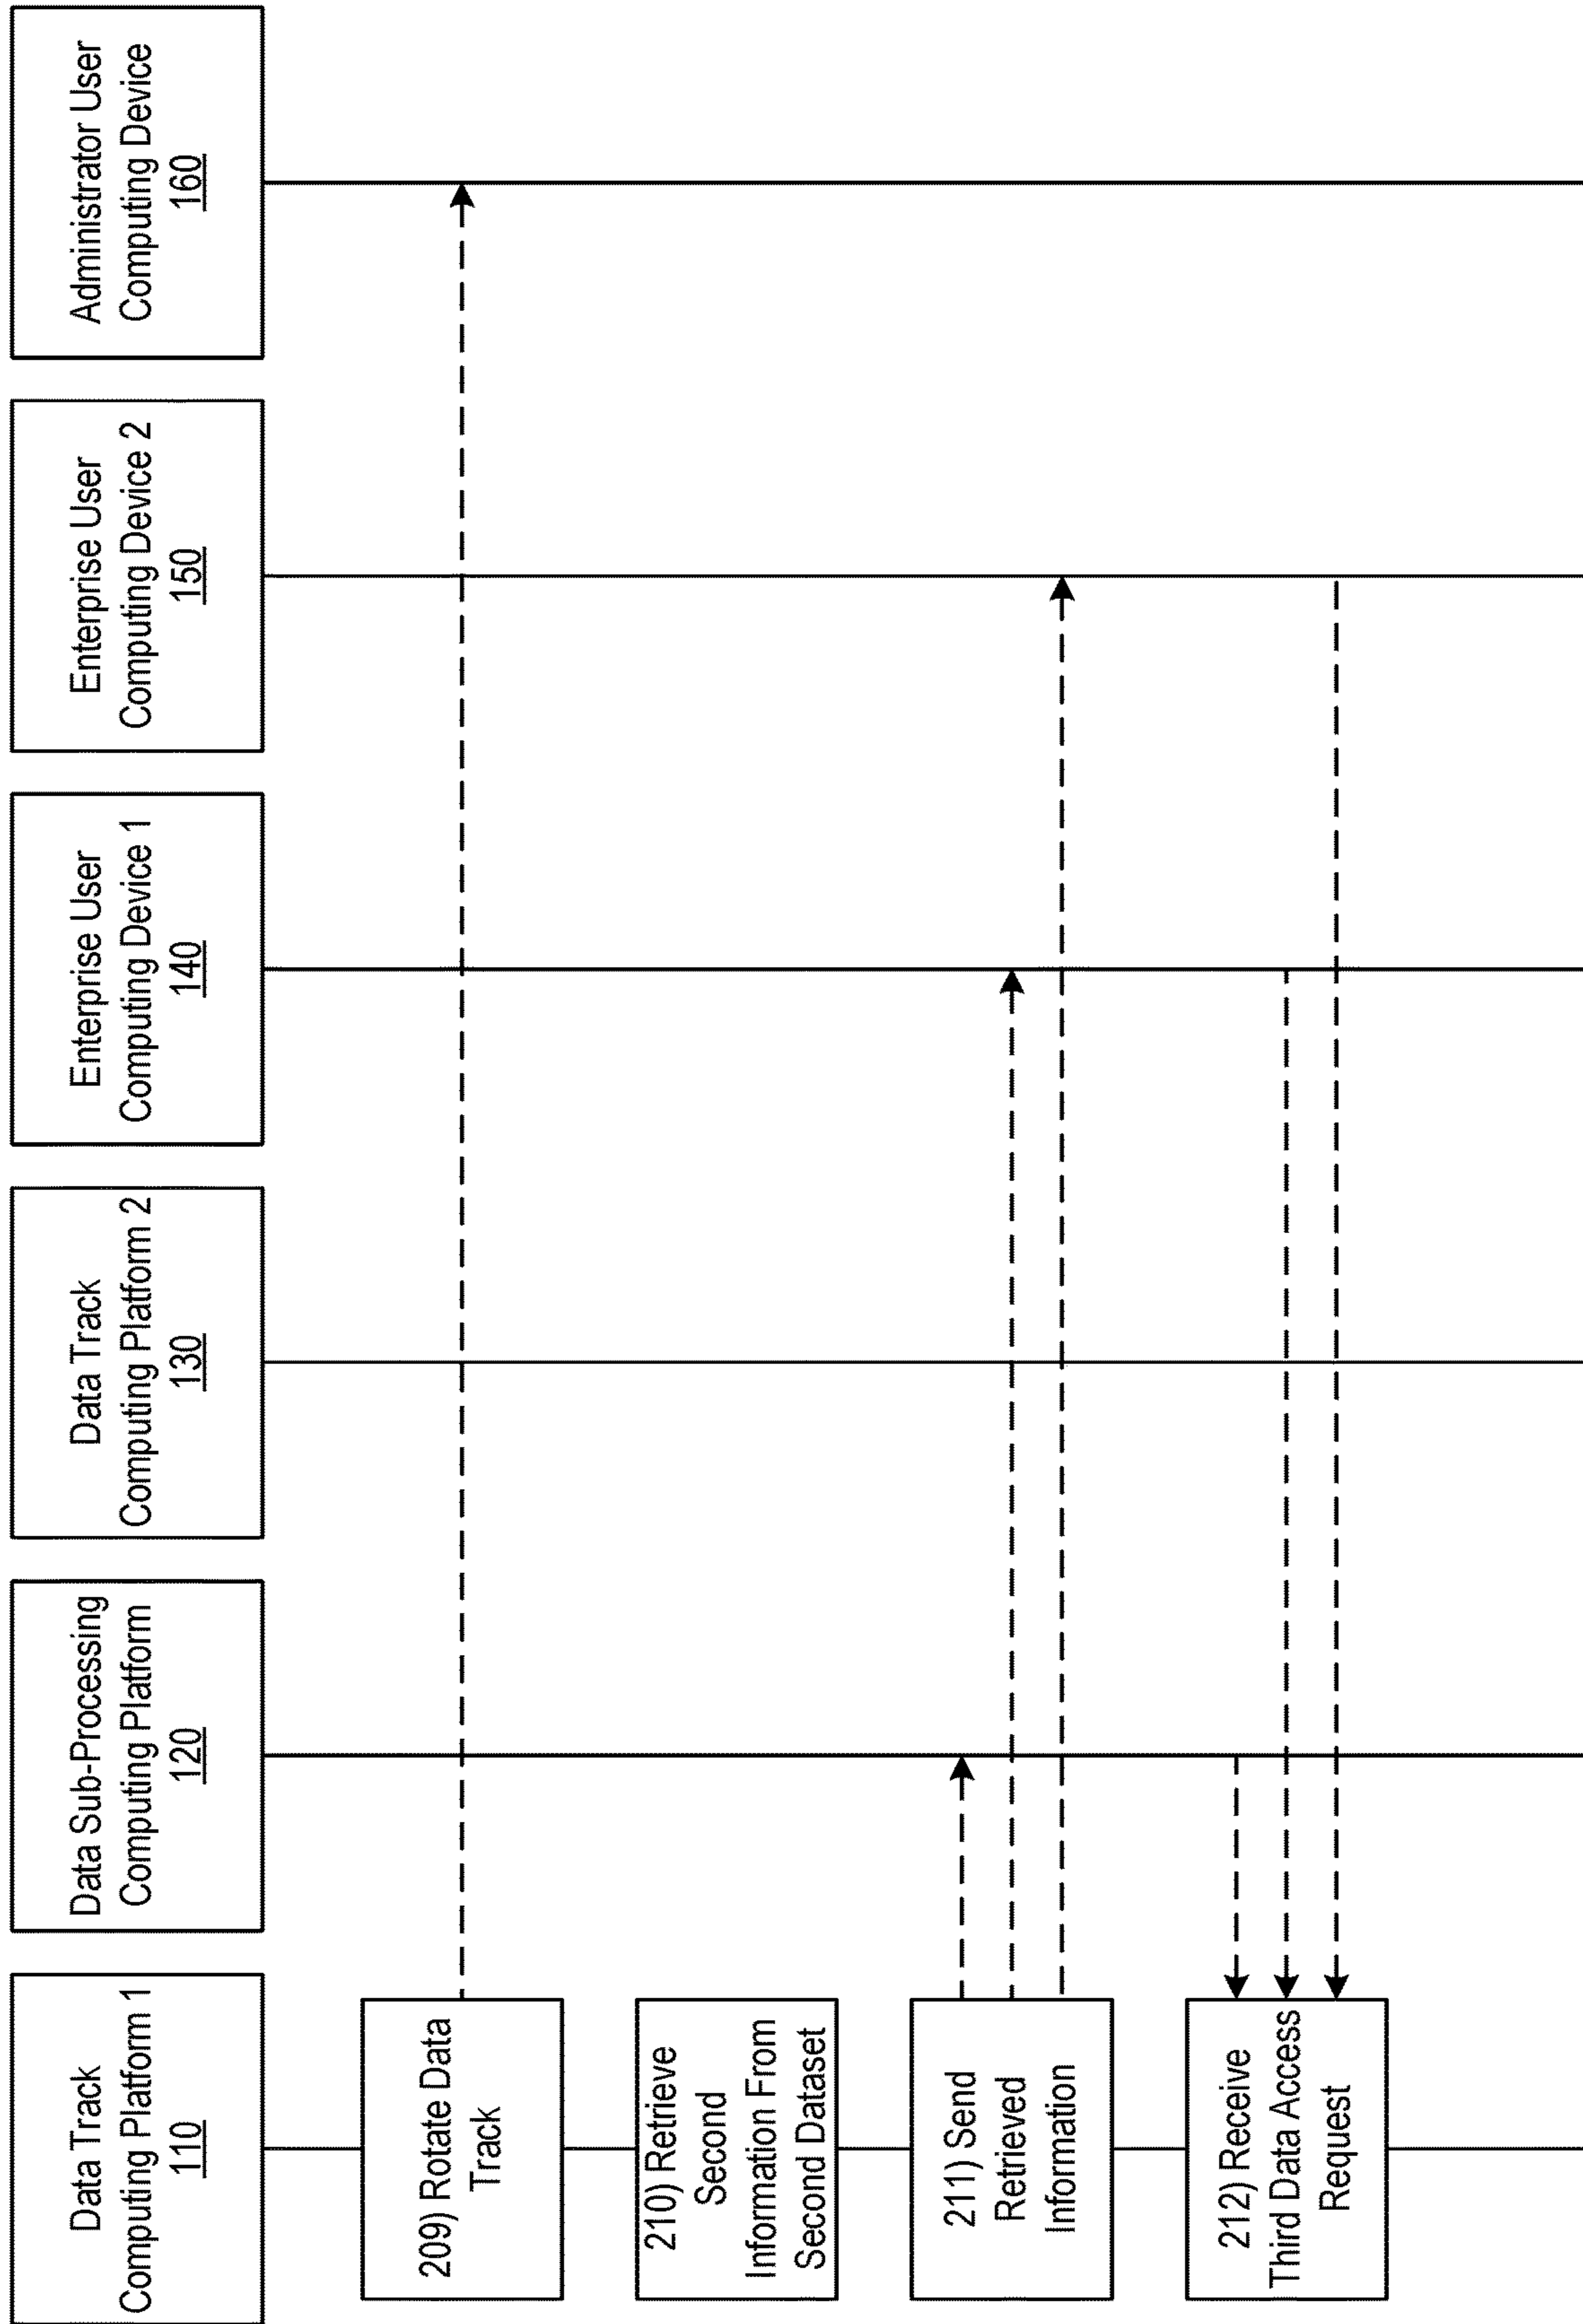 Data Track
Computing Platform 1
110
Data Sub-Processing
Computing Platform
120
Data Track
Computing Platform 2
130
Enterprise User
Computing Device 1
140
Enterprise User
Computing Device 2
150
Administrator User
Computing Device
160
209) Rotate Data
Track
210) Retrieve
Second
Information From
Second Dataset
2111) Send
Retrieved
Information
212) Receive
Third Data Access
Request